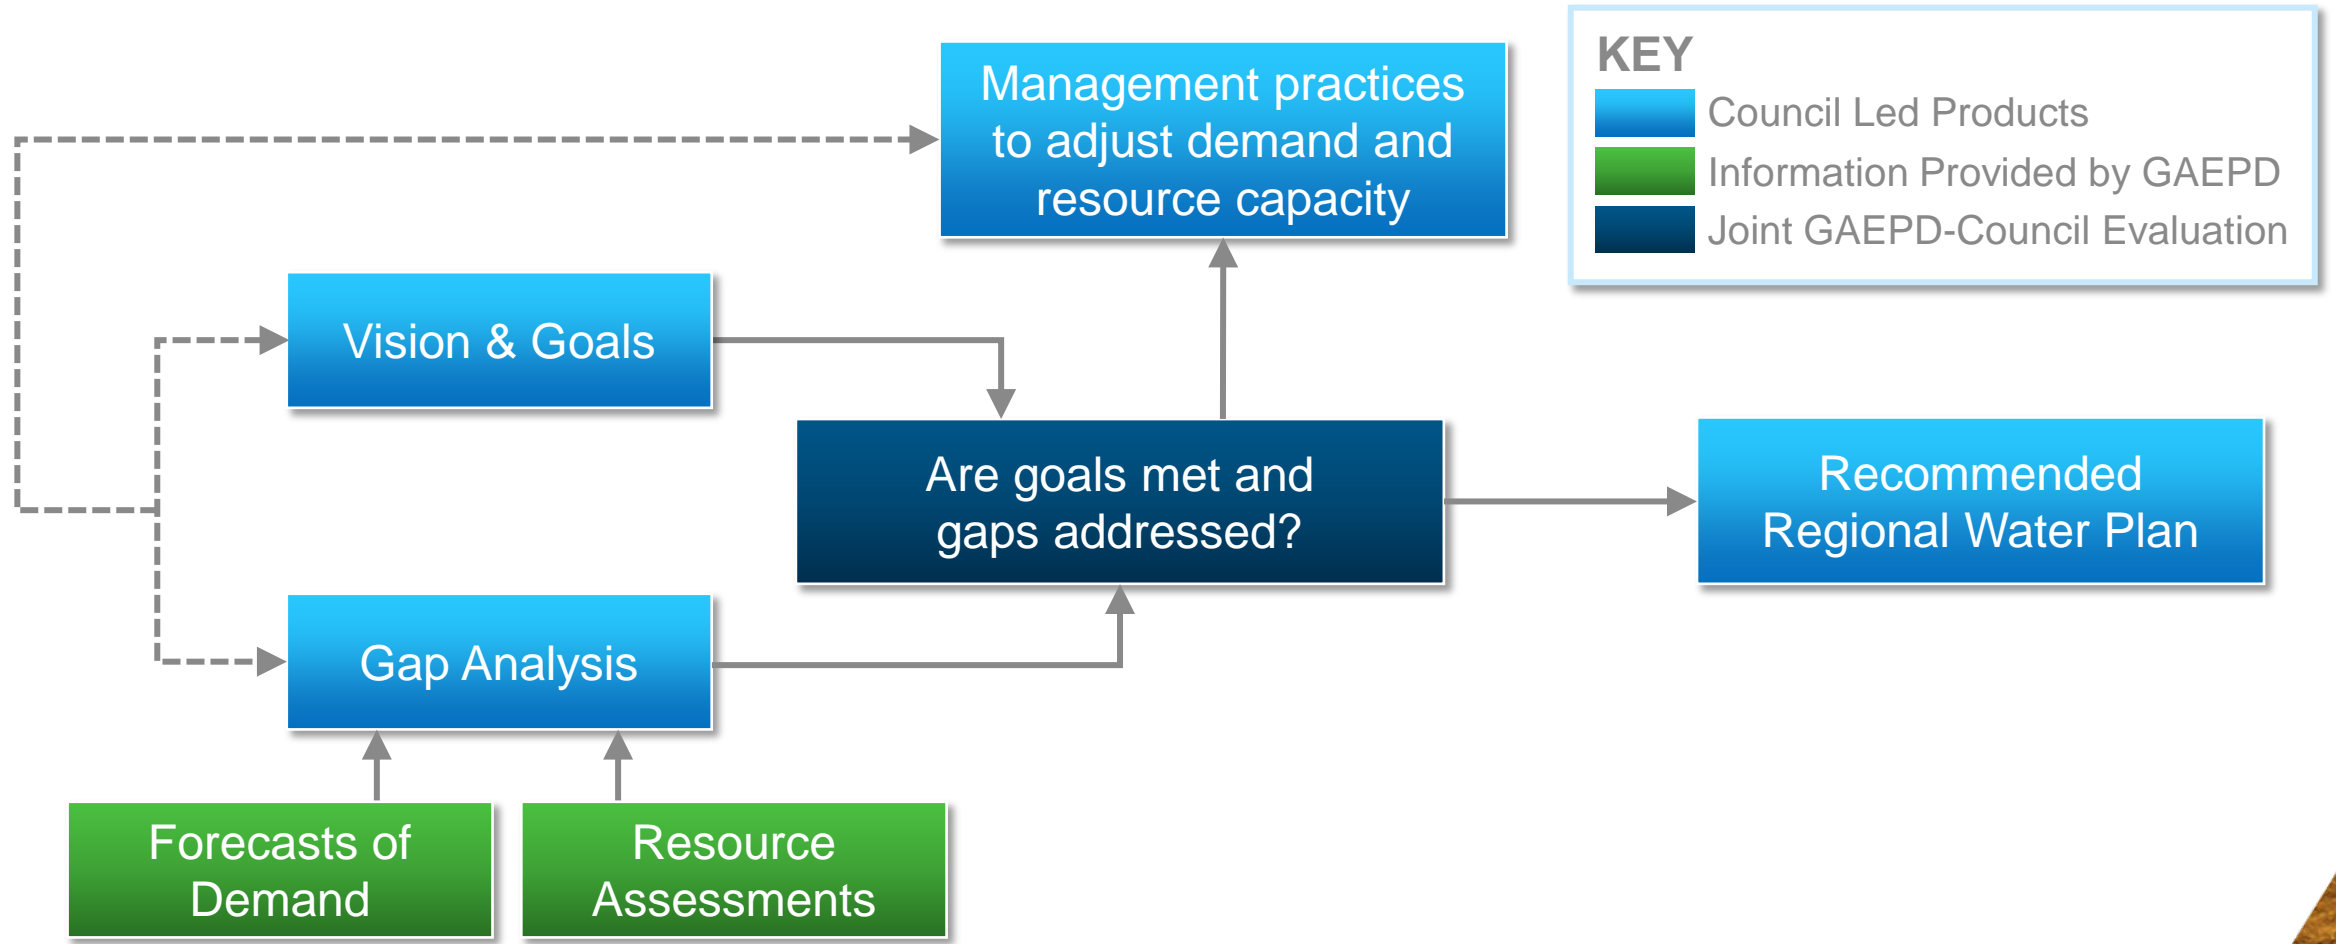 Management practices
to adjust demand and
resource capacity
KEY
Council Led Products
Information Provided by GAEPD
Joint GAEPD-Council Evaluation
Vision & Goals
Are goals met and
gaps addressed?
Recommended
Regional Water Plan
Gap Analysis
Forecasts of
Demand
Resource
Assessments